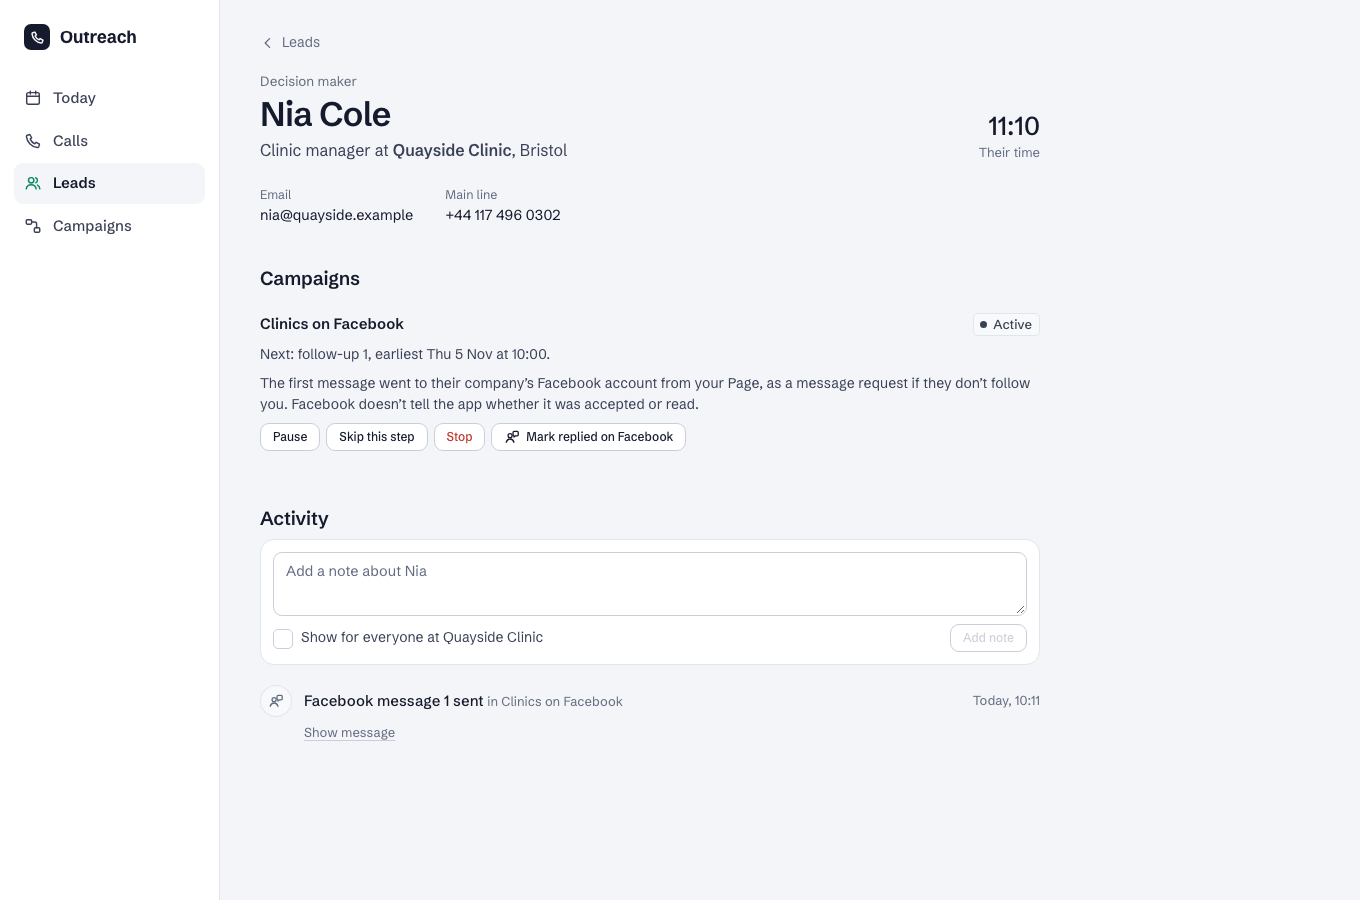 Outreach
Today
Calls
Leads
Campaigns
Leads
Decision maker
Nia Cole
Clinic manager at Quayside Clinic, Bristol
11:10
Their time
Email
nia@quayside.example
Main line
+44 117 496 0302
Campaigns
Clinics on Facebook
Active
Next: follow-up 1, earliest Thu 5 Nov at 10:00.
The first message went to their company’s Facebook account from your Page, as a message request if they don’t follow
you. Facebook doesn’t tell the app whether it was accepted or read.
Pause
Skip this step
Stop
Mark replied on Facebook
Activity
Add a note about Nia
Show for everyone at Quayside Clinic
Add note
Facebook message 1 sent in Clinics on Facebook
Today, 10:11
Show message